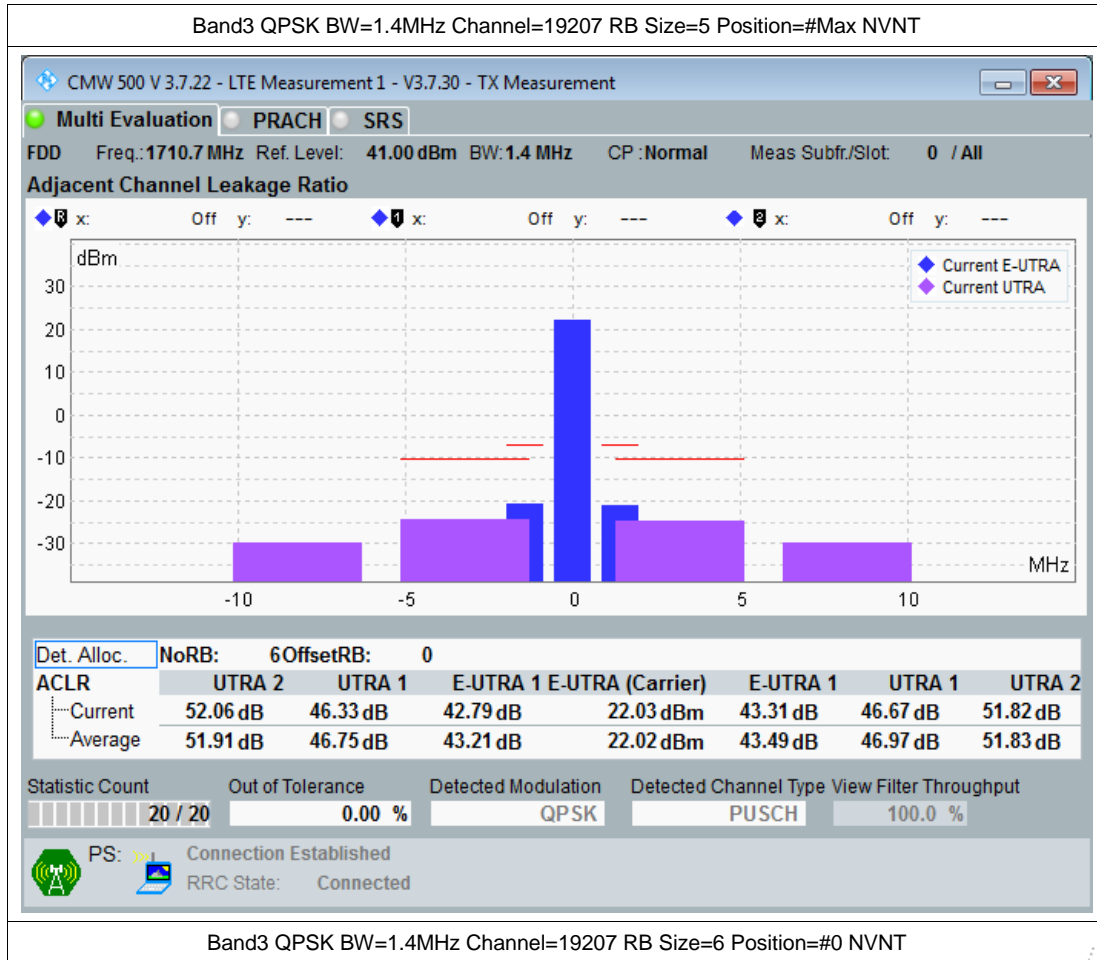 Band3 QPSK BW=1.4MHz Channel=19207 RB Size=5 Position=#Max NVNT
CMW 500 V 3.7.22 - LTE Measurement 1 - V3.7.30 - TX Measurement
Multi Evaluation PRACH SRS
FDD Freq.:1710.7 MHz Ref. Level: 41.00 dBm BW:1.4 MHz CP :Normal Meas Subfr./Slot: 0 / All
Adjacent Channel Leakage Ratio
R x: Off y: --- 1 x: Off y: --- 2 x: Off y: ---
dBm
Current E-UTRA
Current UTRA
30
20
10
0
-10
-20
-30
MHz
-10 -5 0 5 10
Det. Alloc. NoRB: 6 OffsetRB: 0
ACLR UTRA 2 UTRA 1 E-UTRA 1 E-UTRA (Carrier) E-UTRA 1 UTRA 1 UTRA 2
Current 52.06 dB 46.33 dB 42.79 dB 22.03 dBm 43.31 dB 46.67 dB 51.82 dB
Average 51.91 dB 46.75 dB 43.21 dB 22.02 dBm 43.49 dB 46.97 dB 51.83 dB
Statistic Count Out of Tolerance Detected Modulation Detected Channel Type View Filter Throughput
20 / 20 0.00 % QPSK PUSCH 100.0 %
PS: Connection Established
RRC State: Connected
Band3 QPSK BW=1.4MHz Channel=19207 RB Size=6 Position=#0 NVNT